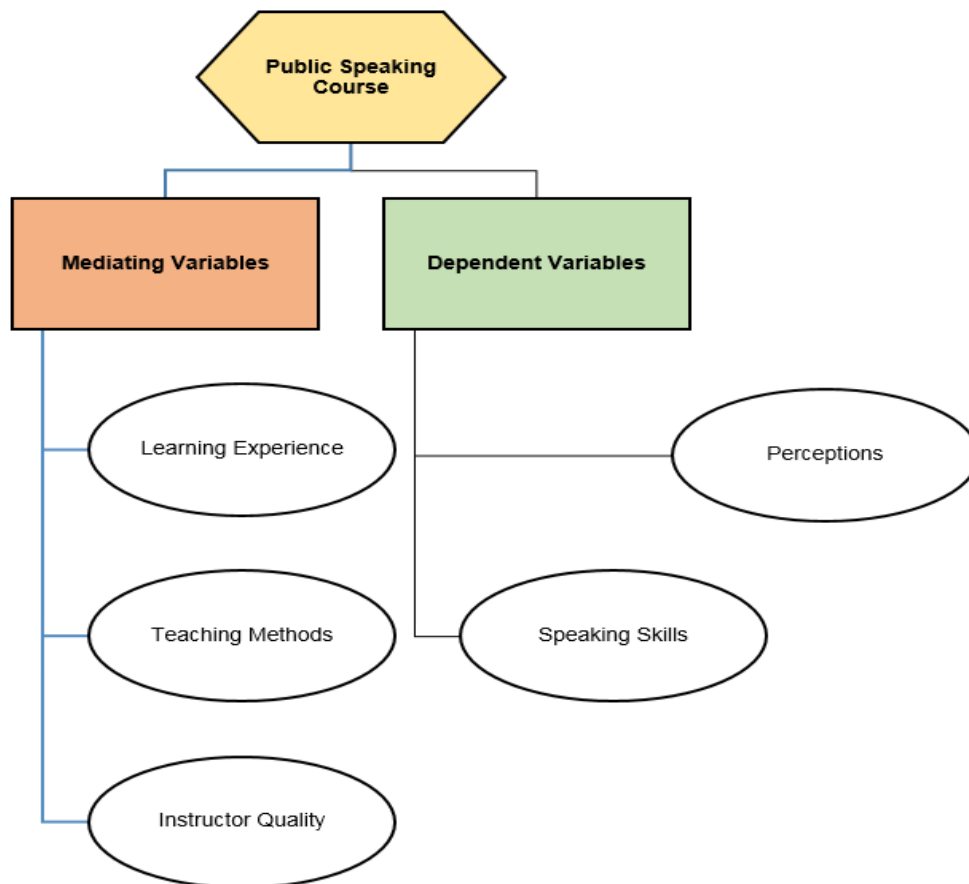 Public Speaking
Course
Mediating Variables
Dependent Variables
Learning Experience
Perceptions
Teaching Methods
Speaking Skills
Instructor Quality